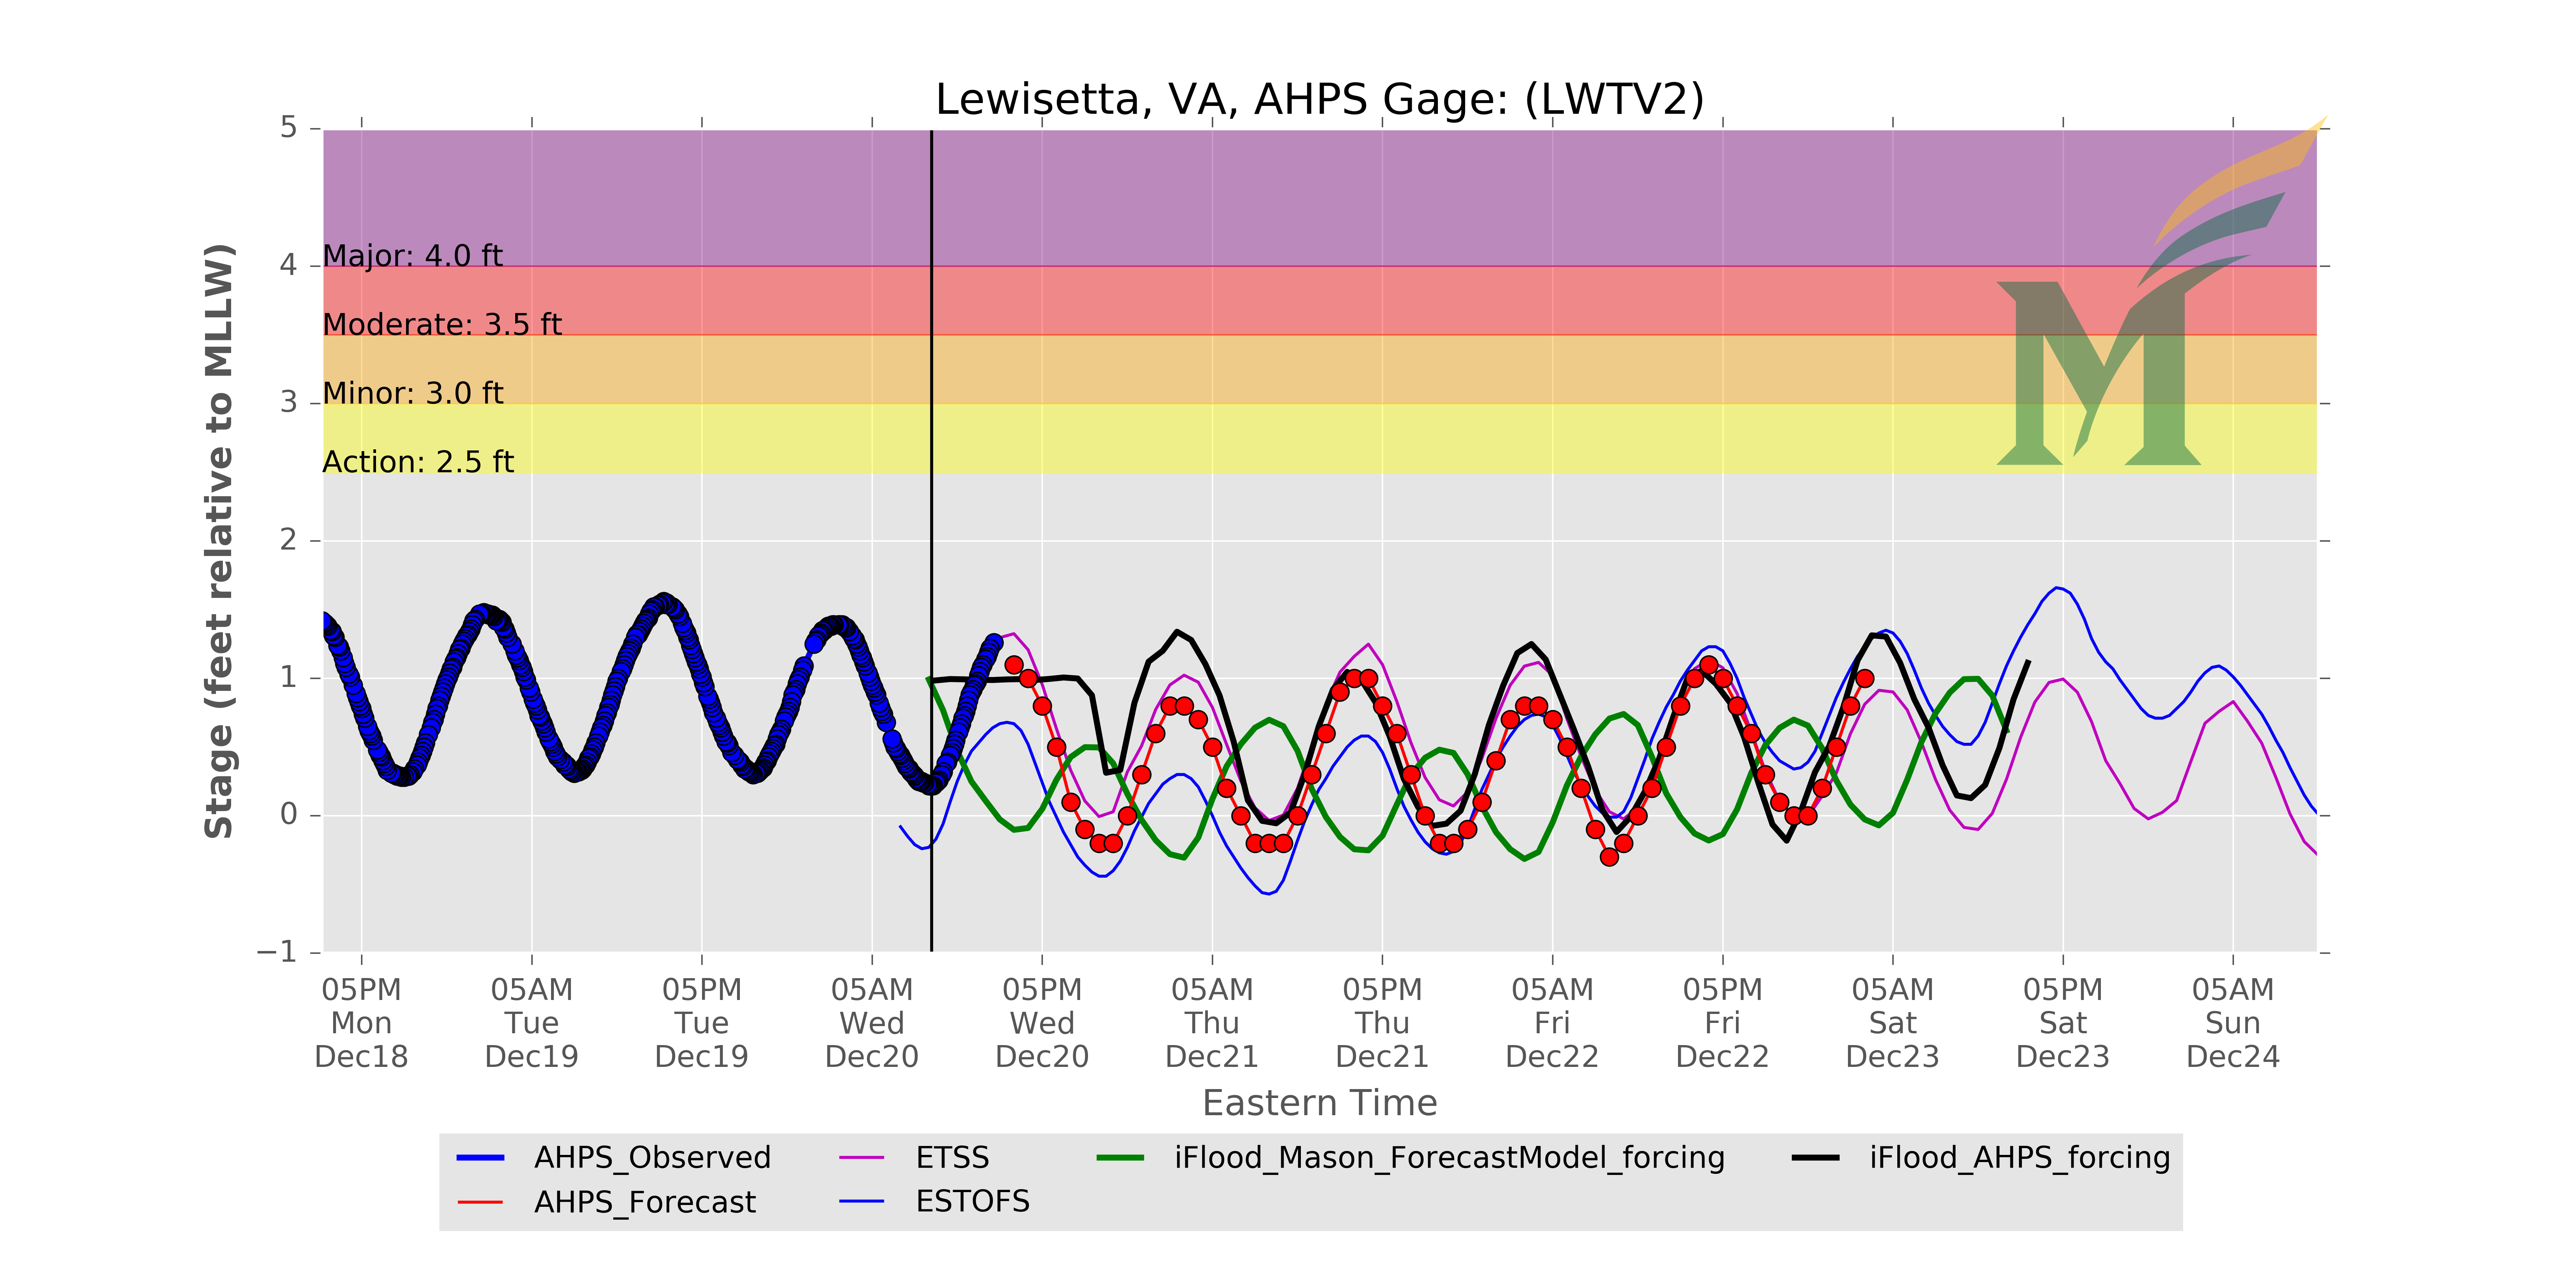 Lewisetta, VA, AHPS Gage: (LWTV2)
Stage (feet relative to MLLW)
5
4
3
2
1
0
−1
Major: 4.0 ft
Moderate: 3.5 ft
Minor: 3.0 ft
Action: 2.5 ft
05PM 05AM 05PM 05AM 05PM 05AM 05PM 05AM 05PM 05AM 05PM 05AM
Mon Tue Tue Wed Wed Thu Thu Fri Fri Sat Sat Sun
Dec18 Dec19 Dec19 Dec20 Dec20 Dec21 Dec21 Dec22 Dec22 Dec23 Dec23 Dec24
Eastern Time
AHPS_Observed ETSS iFlood_Mason_ForecastModel_forcing iFlood_AHPS_forcing
AHPS_Forecast ESTOFS
M